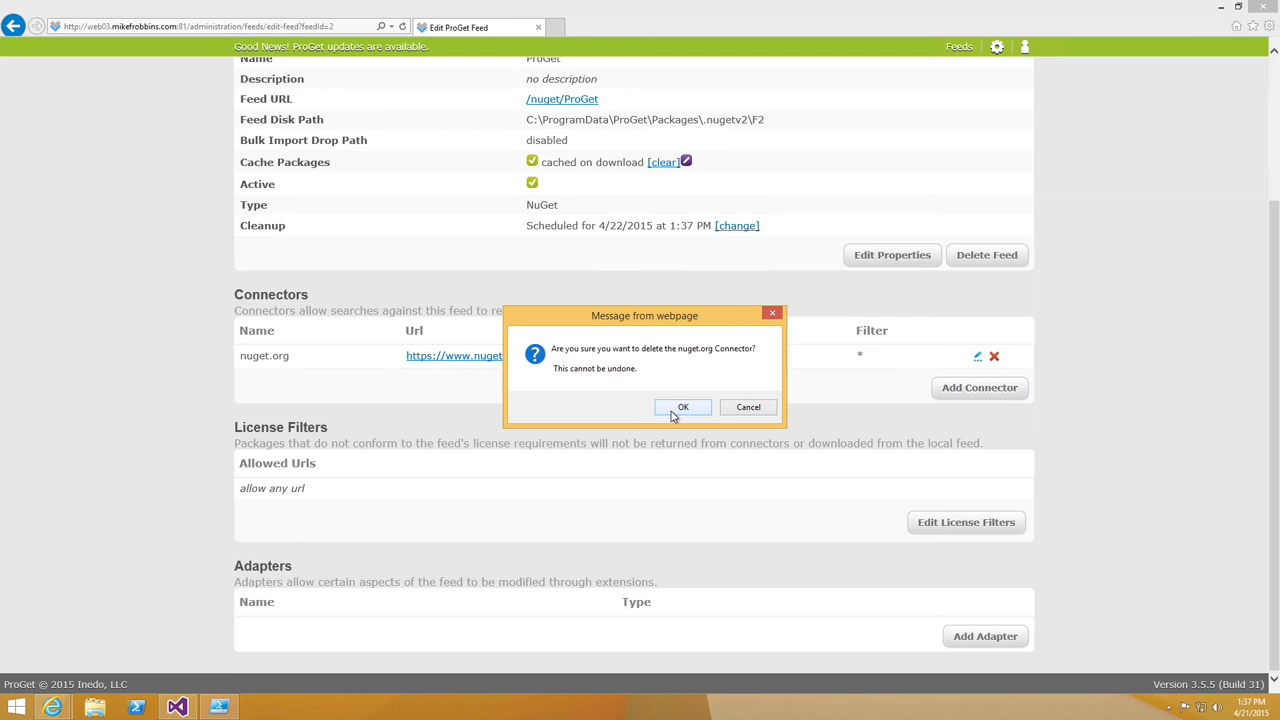 http://web03.mikefrobbins.com:81/administration/feeds/edit-feed?feedId=2
Edit ProGet Feed
Good News! ProGet updates are available.
Feeds
Name ProGet
Description no description
Feed URL /nuget/ProGet
Feed Disk Path C:\ProgramData\ProGet\Packages\.nugetv2\F2
Bulk Import Drop Path disabled
Cache Packages cached on download [clear]
Active
Type NuGet
Cleanup Scheduled for 4/22/2015 at 1:37 PM [change]
Edit Properties Delete Feed
Connectors
Connectors allow searches against this feed to re
Name Url Filter
nuget.org https://www.nuget *
Add Connector
Message from webpage
Are you sure you want to delete the nuget.org Connector?
This cannot be undone.
OK Cancel
License Filters
Packages that do not conform to the feed's license requirements will not be returned from connectors or downloaded from the local feed.
Allowed Urls
allow any url
Edit License Filters
Adapters
Adapters allow certain aspects of the feed to be modified through extensions.
Name Type
Add Adapter
ProGet © 2015 Inedo, LLC Version 3.5.5 (Build 31)
1:37 PM
4/21/2015